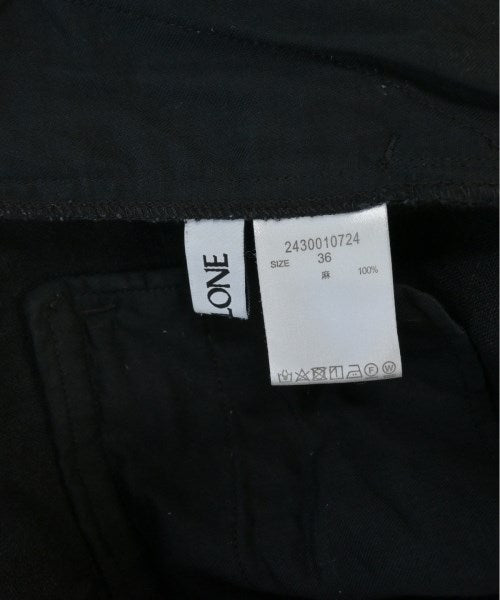 LONE
2430010724
SIZE 36
麻 100%
F W